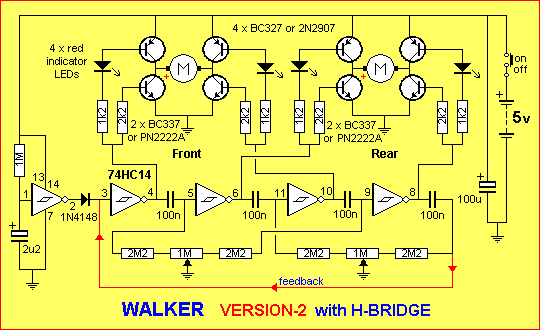 4 x BC327 or 2N2907
4 x red
indicator
LEDs
M
M
on
off
5v
1k2
2k2
2k2
1k2
1k2
2k2
2k2
1k2
2 x BC337
or PN2222A
2 x BC337
or PN2222A
Front
Rear
1M
13
14
74HC14
1
2
3
4
5
6
11
10
9
8
7
1N4148
100n
100n
100n
100n
100u
2u2
2M2
1M
2M2
2M2
1M
2M2
feedback
WALKER VERSION-2 with H-BRIDGE